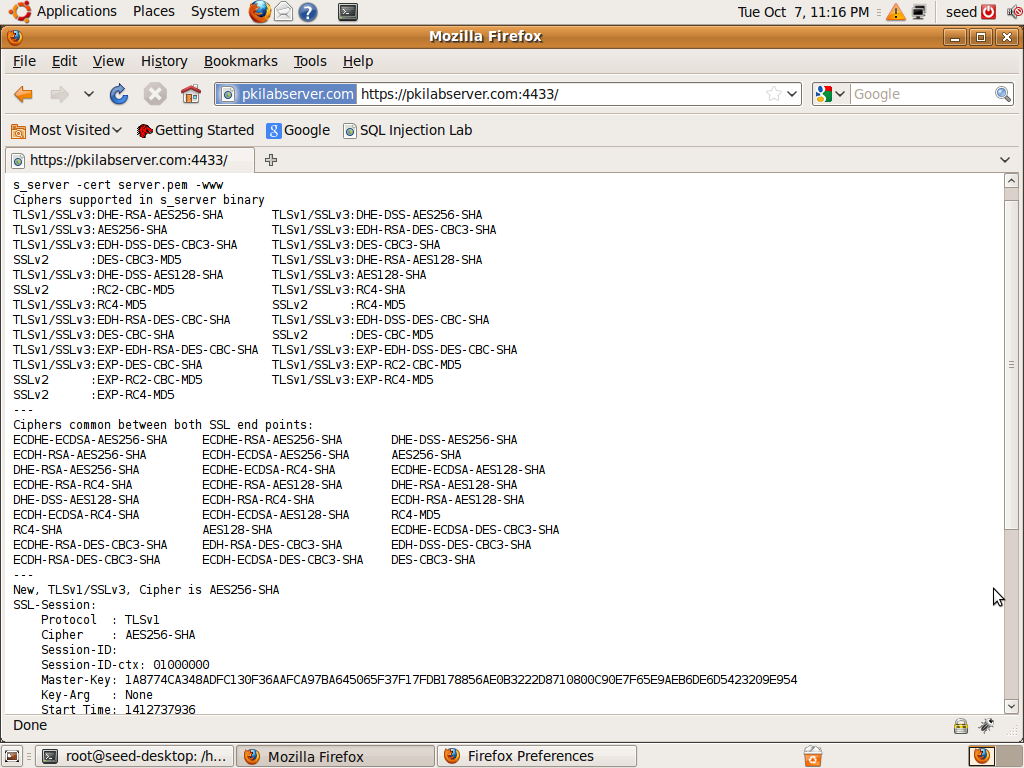 Applications Places System Tue Oct 7, 11:16 PM seed
Mozilla Firefox
File Edit View History Bookmarks Tools Help
pkilabserver.com https://pkilabserver.com:4433/ Google
Most Visited Getting Started Google SQL Injection Lab
https://pkilabserver.com:4433/
s_server -cert server.pem -www
Ciphers supported in s_server binary
TLSv1/SSLv3:DHE-RSA-AES256-SHA TLSv1/SSLv3:DHE-DSS-AES256-SHA
TLSv1/SSLv3:AES256-SHA TLSv1/SSLv3:EDH-RSA-DES-CBC3-SHA
TLSv1/SSLv3:EDH-DSS-DES-CBC3-SHA TLSv1/SSLv3:DES-CBC3-SHA
SSLv2 :DES-CBC3-MD5 TLSv1/SSLv3:DHE-RSA-AES128-SHA
TLSv1/SSLv3:DHE-DSS-AES128-SHA TLSv1/SSLv3:AES128-SHA
SSLv2 :RC2-CBC-MD5 TLSv1/SSLv3:RC4-SHA
TLSv1/SSLv3:RC4-MD5 SSLv2 :RC4-MD5
TLSv1/SSLv3:EDH-RSA-DES-CBC-SHA TLSv1/SSLv3:EDH-DSS-DES-CBC-SHA
TLSv1/SSLv3:DES-CBC-SHA SSLv2 :DES-CBC-MD5
TLSv1/SSLv3:EXP-EDH-RSA-DES-CBC-SHA TLSv1/SSLv3:EXP-EDH-DSS-DES-CBC-SHA
TLSv1/SSLv3:EXP-DES-CBC-SHA TLSv1/SSLv3:EXP-RC2-CBC-MD5
SSLv2 :EXP-RC2-CBC-MD5 TLSv1/SSLv3:EXP-RC4-MD5
SSLv2 :EXP-RC4-MD5
---
Ciphers common between both SSL end points:
ECDHE-ECDSA-AES256-SHA ECDHE-RSA-AES256-SHA DHE-DSS-AES256-SHA
ECDH-RSA-AES256-SHA ECDH-ECDSA-AES256-SHA AES256-SHA
DHE-RSA-AES256-SHA ECDHE-ECDSA-RC4-SHA ECDHE-ECDSA-AES128-SHA
ECDHE-RSA-RC4-SHA ECDHE-RSA-AES128-SHA DHE-RSA-AES128-SHA
DHE-DSS-AES128-SHA ECDH-RSA-RC4-SHA ECDH-RSA-AES128-SHA
ECDH-ECDSA-RC4-SHA ECDH-ECDSA-AES128-SHA RC4-MD5
RC4-SHA AES128-SHA ECDHE-ECDSA-DES-CBC3-SHA
ECDHE-RSA-DES-CBC3-SHA EDH-RSA-DES-CBC3-SHA EDH-DSS-DES-CBC3-SHA
ECDH-RSA-DES-CBC3-SHA ECDH-ECDSA-DES-CBC3-SHA DES-CBC3-SHA
---
New, TLSv1/SSLv3, Cipher is AES256-SHA
SSL-Session:
Protocol : TLSv1
Cipher : AES256-SHA
Session-ID:
Session-ID-ctx: 01000000
Master-Key: 1A8774CA348ADFC130F36AAFCA97BA645065F37F17FDB178856AE0B3222D8710800C90E7F65E9AEB6DE6D5423209E954
Key-Arg : None
Start Time: 1412737936
Done
root@seed-desktop: /h... Mozilla Firefox Firefox Preferences